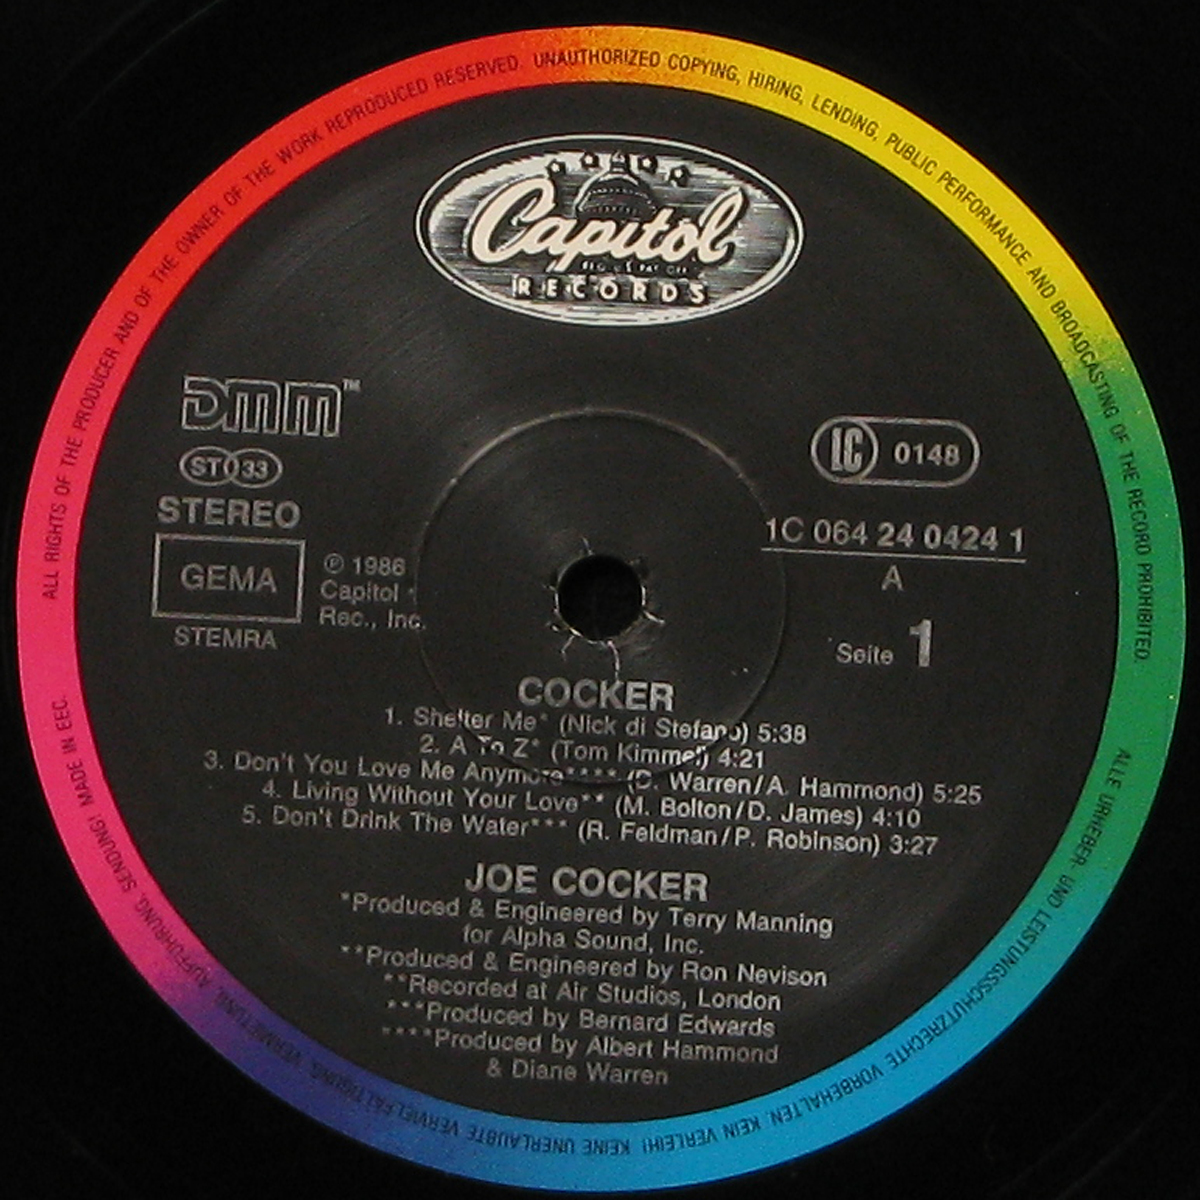 ALL RIGHTS OF THE PRODUCER AND OF THE OWNER OF THE WORK REPRODUCED RESERVED. UNAUTHORIZED COPYING, HIRING, LENDING, PUBLIC PERFORMANCE AND BROADCASTING OF THE RECORD PROHIBITED.
Capitol
RECORDS
DMM™
ST 33
STEREO
GEMA
STEMRA
℗ 1986
Capitol
Rec., Inc.
LC 0148
1C 064 24 0424 1
A
Seite 1
COCKER
1. Shelter Me* (Nick di Stefano) 5:38
2. A To Z* (Tom Kimmel) 4:21
3. Don't You Love Me Anymore**** (D. Warren/A. Hammond) 5:25
4. Living Without Your Love** (M. Bolton/D. James) 4:10
5. Don't Drink The Water*** (R. Feldman/P. Robinson) 3:27
JOE COCKER
*Produced & Engineered by Terry Manning
for Alpha Sound, Inc.
**Produced & Engineered by Ron Nevison
**Recorded at Air Studios, London
***Produced by Bernard Edwards
****Produced by Albert Hammond
& Diane Warren
ALLE URHEBER- UND LEISTUNGSSCHUTZRECHTE VORBEHALTEN. KEIN VERLEIH! KEINE UNERLAUBTE VERVIELFÄLTIGUNG, VERMIETUNG, AUFFÜHRUNG, SENDUNG! MADE IN EEC.